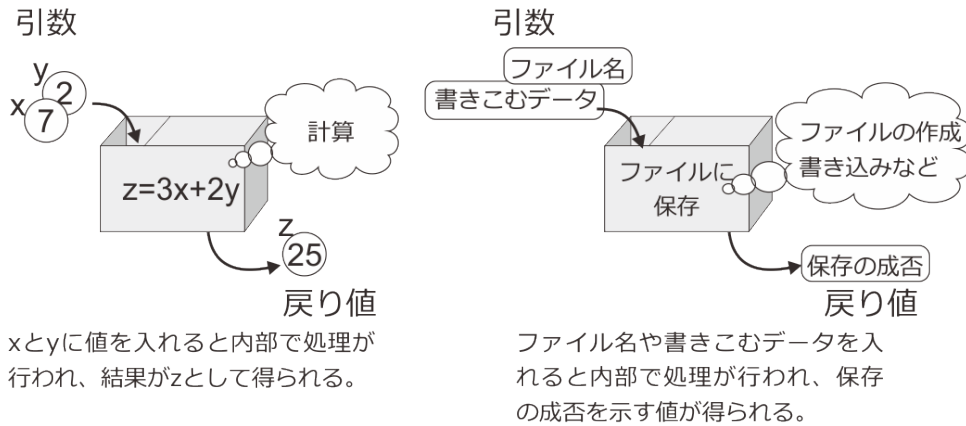 引数
y
2
x
7
計算
z=3x+2y
z
25
戻り値
xとyに値を入れると内部で処理が
行われ、結果がzとして得られる。
引数
ファイル名
書きこむデータ
ファイルの作成
書き込みなど
ファイルに
保存
保存の成否
戻り値
ファイル名や書きこむデータを入
れると内部で処理が行われ、保存
の成否を示す値が得られる。